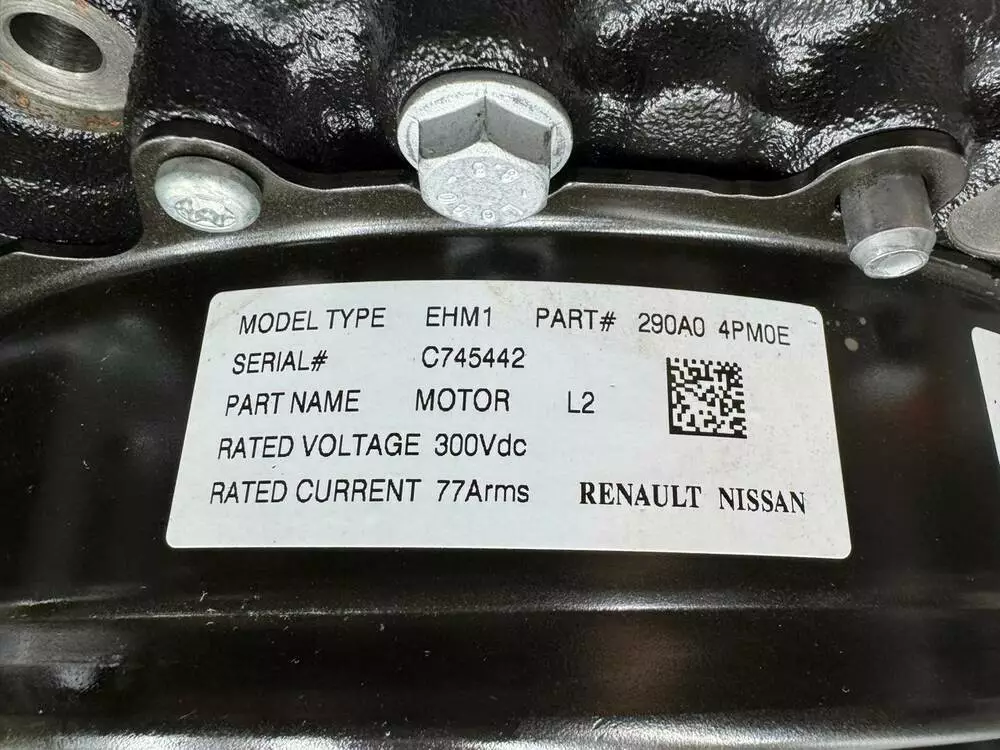 MODEL TYPE EHM1 PART# 290A0 4PM0E
SERIAL# C745442
PART NAME MOTOR L2
RATED VOLTAGE 300Vdc
RATED CURRENT 77Arms RENAULT NISSAN